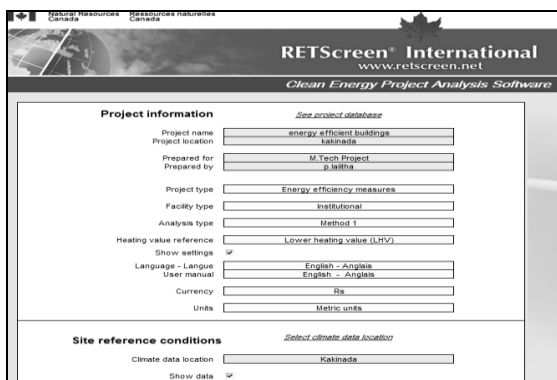 Natural Resources Ressources naturelles
Canada Canada
RETScreen® International
www.retscreen.net
Clean Energy Project Analysis Software
Project information See project database
Project name energy efficient buildings
Project location kakinada
Prepared for M.Tech Project
Prepared by p.lalitha
Project type Energy efficiency measures
Facility type Institutional
Analysis type Method 1
Heating value reference Lower heating value (LHV)
Show settings
Language - Langue English - Anglais
User manual English - Anglais
Currency Rs
Units Metric units
Site reference conditions Select climate data location
Climate data location Kakinada
Show data